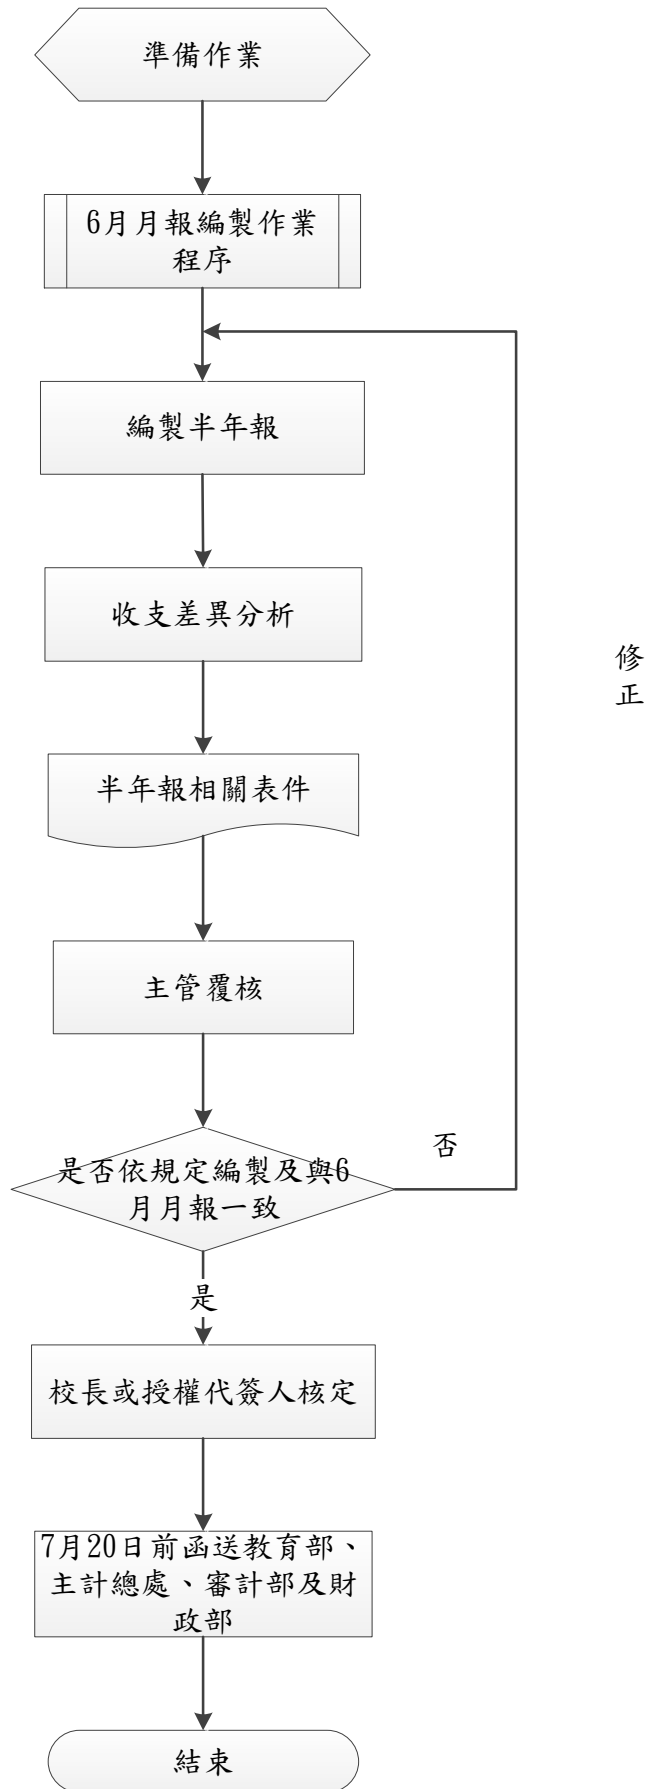 準備作業
6月月報編製作業
程序
編製半年報
收支差異分析
修
正
半年報相關表件
主管覆核
否
是否依規定編製及與6
月月報一致
是
校長或授權代簽人核定
7月20日前函送教育部、
主計總處、審計部及財
政部
結束